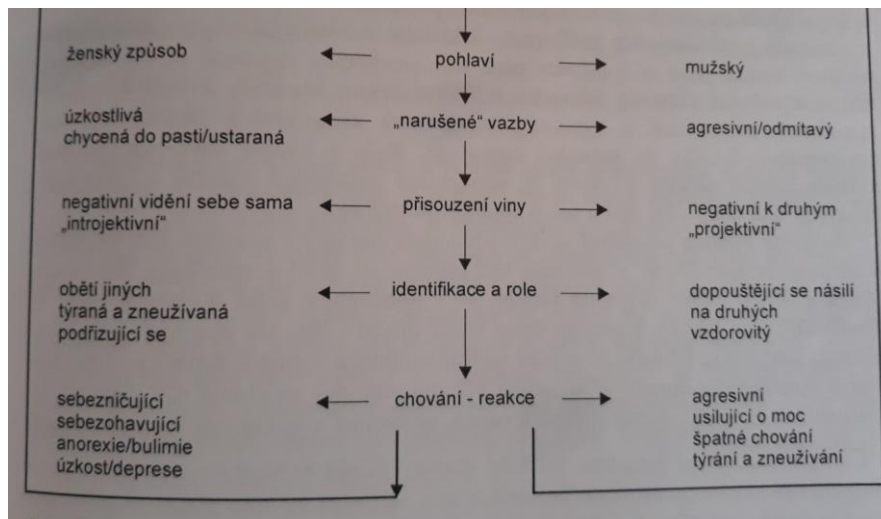 ženský způsob
pohlaví
mužský
úzkostlivá
chycená do pasti/ustaraná
„narušené“ vazby
agresivní/odmítavý
negativní vidění sebe sama
„introjektivní“
přisouzení viny
negativní k druhým
„projektivní“
obětí jiných
týraná a zneužívaná
podřizující se
identifikace a role
dopouštějící se násilí
na druhých
vzdorovitý
sebezničující
sebezohavující
anorexie/bulimie
úzkost/deprese
chování - reakce
agresivní
usilující o moc
špatné chování
týrání a zneužívání